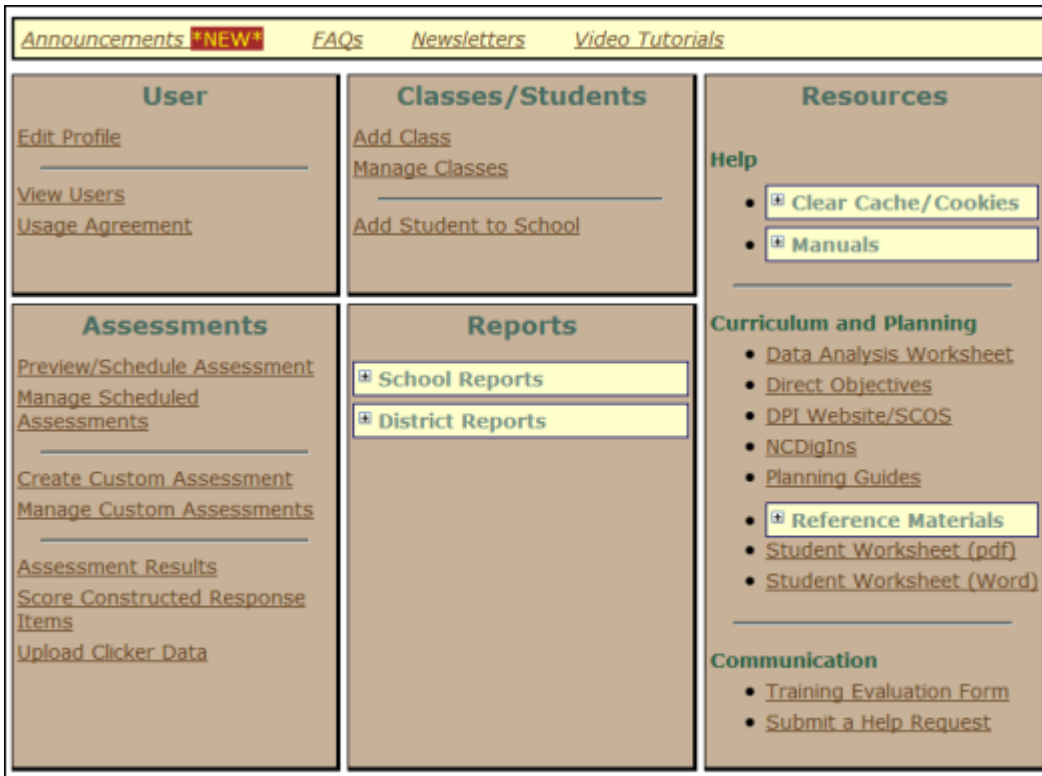 Announcements *NEW* FAQs Newsletters Video Tutorials
User
Edit Profile
View Users
Usage Agreement
Classes/Students
Add Class
Manage Classes
Add Student to School
Resources
Help
Clear Cache/Cookies
Manuals
Curriculum and Planning
Data Analysis Worksheet
Direct Objectives
DPI Website/SCOS
NCDigIns
Planning Guides
Reference Materials
Student Worksheet (pdf)
Student Worksheet (Word)
Communication
Training Evaluation Form
Submit a Help Request
Assessments
Preview/Schedule Assessment
Manage Scheduled
Assessments
Create Custom Assessment
Manage Custom Assessments
Assessment Results
Score Constructed Response
Items
Upload Clicker Data
Reports
School Reports
District Reports